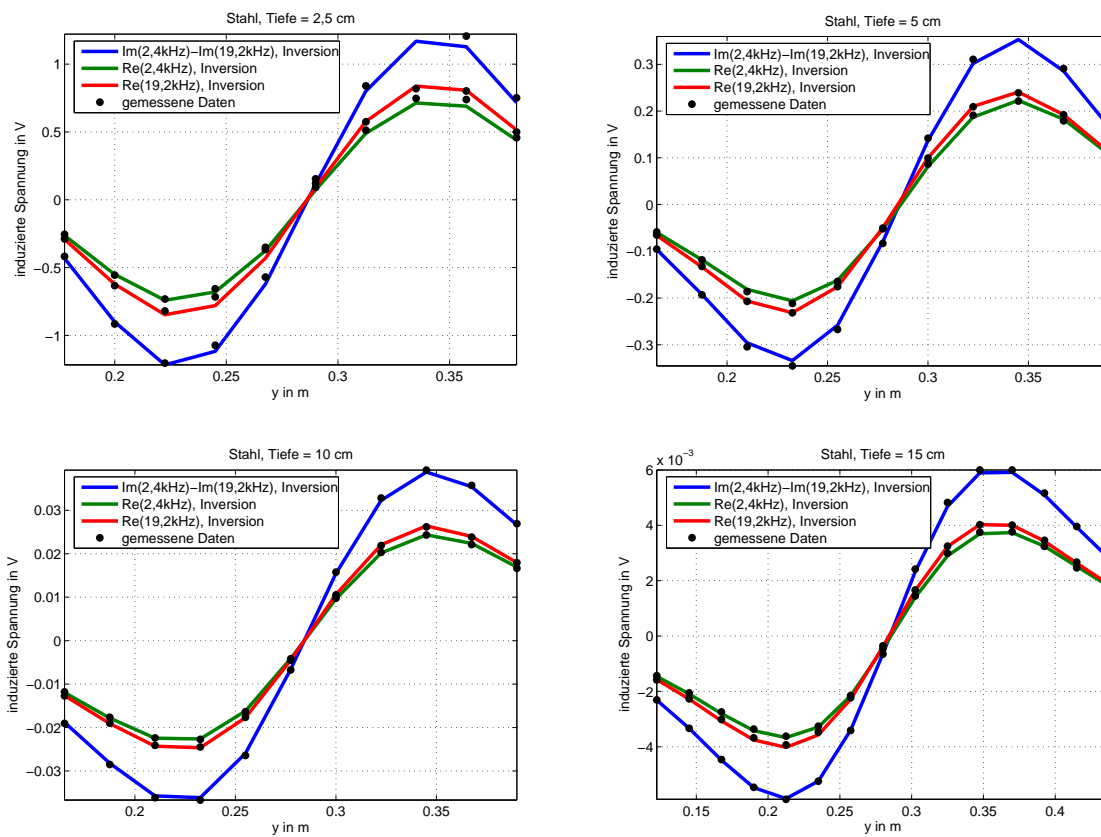 Stahl, Tiefe = 2,5 cm
Im(2,4kHz)−Im(19,2kHz), Inversion
Re(2,4kHz), Inversion
Re(19,2kHz), Inversion
gemessene Daten
1
0.5
0
−0.5
−1
induzierte Spannung in V
0.2
0.25
0.3
0.35
y in m
Stahl, Tiefe = 5 cm
Im(2,4kHz)−Im(19,2kHz), Inversion
Re(2,4kHz), Inversion
Re(19,2kHz), Inversion
gemessene Daten
0.3
0.2
0.1
0
−0.1
−0.2
−0.3
induzierte Spannung in V
0.2
0.25
0.3
0.35
y in m
Stahl, Tiefe = 10 cm
Im(2,4kHz)−Im(19,2kHz), Inversion
Re(2,4kHz), Inversion
Re(19,2kHz), Inversion
gemessene Daten
0.03
0.02
0.01
0
−0.01
−0.02
−0.03
induzierte Spannung in V
0.2
0.25
0.3
0.35
y in m
Stahl, Tiefe = 15 cm
x 10−3
Im(2,4kHz)−Im(19,2kHz), Inversion
Re(2,4kHz), Inversion
Re(19,2kHz), Inversion
gemessene Daten
6
4
2
0
−2
−4
induzierte Spannung in V
0.15
0.2
0.25
0.3
0.35
0.4
y in m